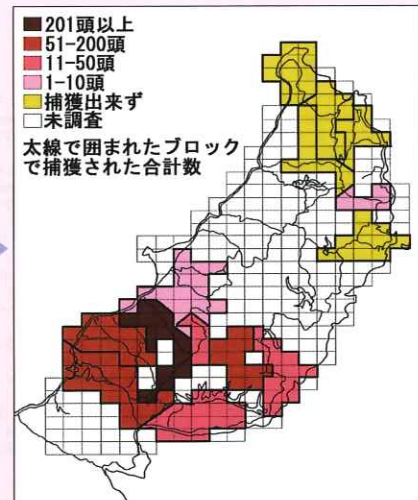 201頭以上
51-200頭
11-50頭
1-10頭
捕獲出来ず
未調査
太線で囲まれたブロック
で捕獲された合計数